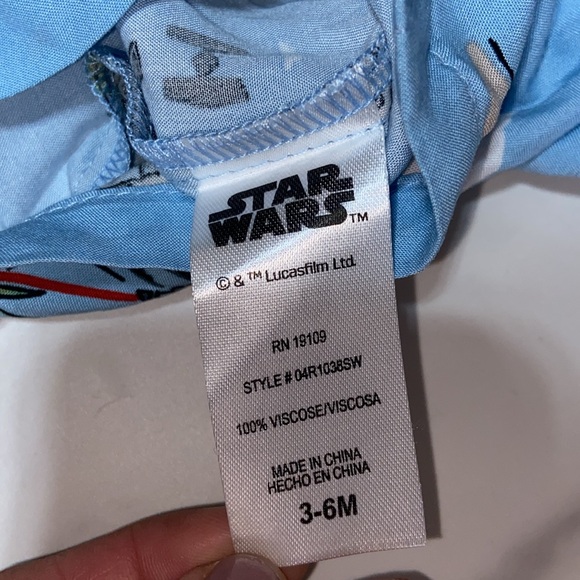 STAR
WARS™
© & ™ Lucasfilm Ltd.
RN 19109
STYLE # 04R1038SW
100% VISCOSE/VISCOSA
MADE IN CHINA
HECHO EN CHINA
3-6M